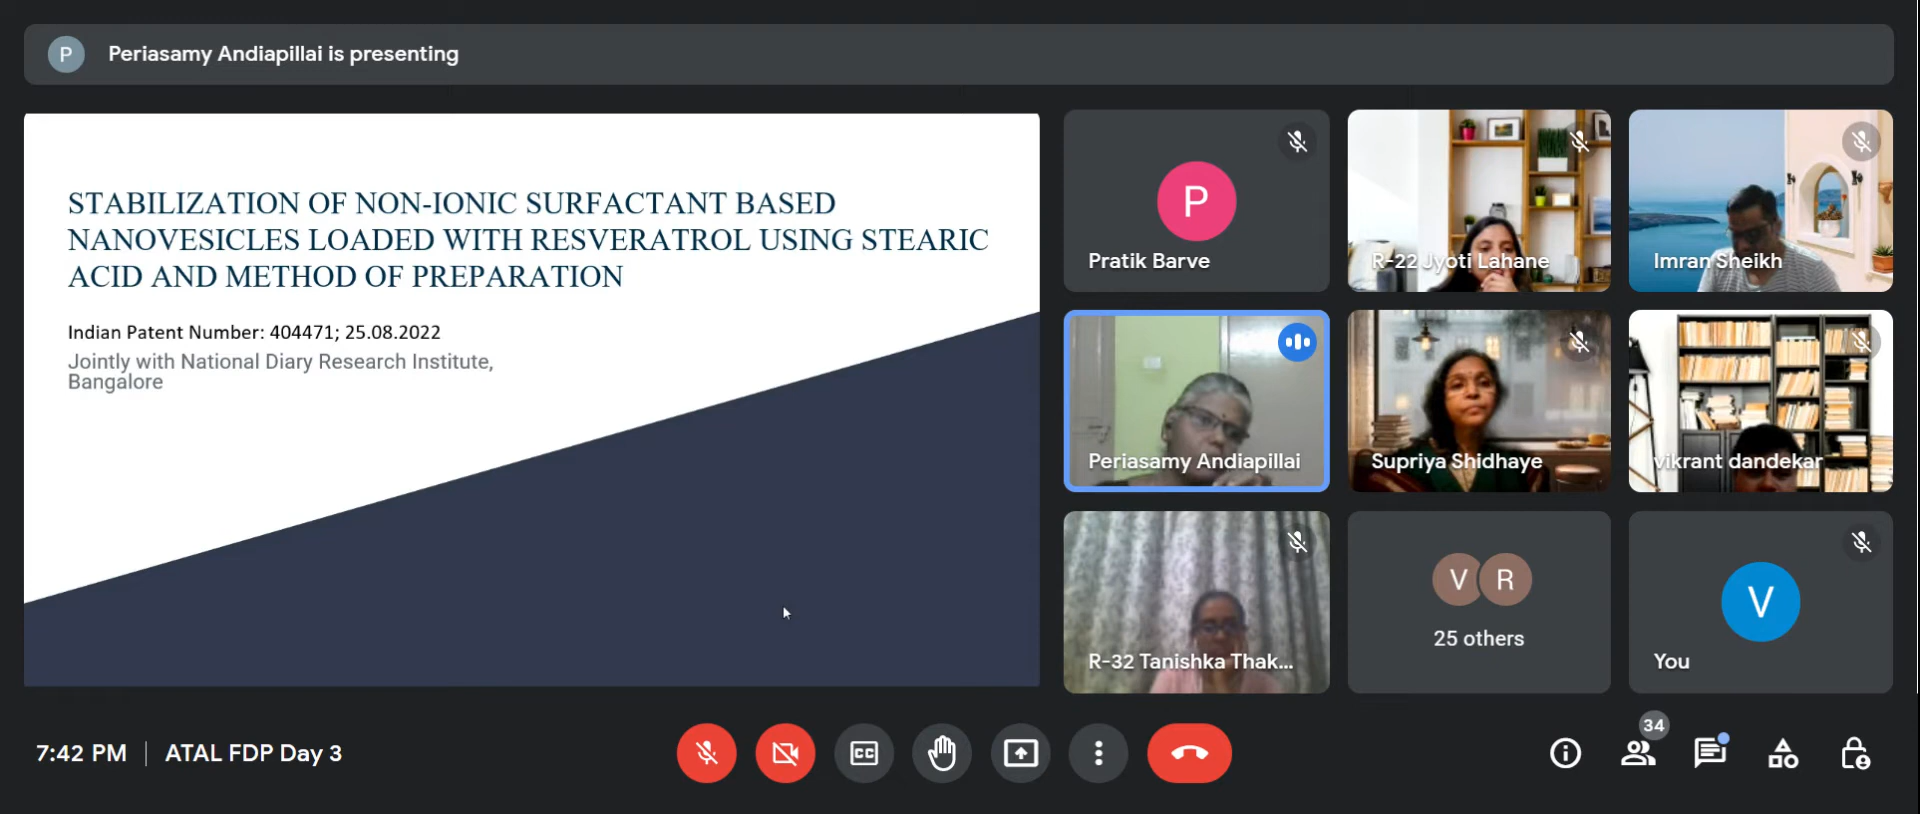 P
Periasamy Andiapillai is presenting
STABILIZATION OF NON-IONIC SURFACTANT BASED
NANOVESICLES LOADED WITH RESVERATROL USING STEARIC
ACID AND METHOD OF PREPARATION
Indian Patent Number: 404471; 25.08.2022
Jointly with National Diary Research Institute,
Bangalore
P
Pratik Barve
R-22 Jyoti Lahane
Imran Sheikh
Periasamy Andiapillai
Supriya Shidhaye
vikrant dandekar
R-32 Tanishka Thak...
V R
25 others
V
You
7:42 PM | ATAL FDP Day 3
CC
34